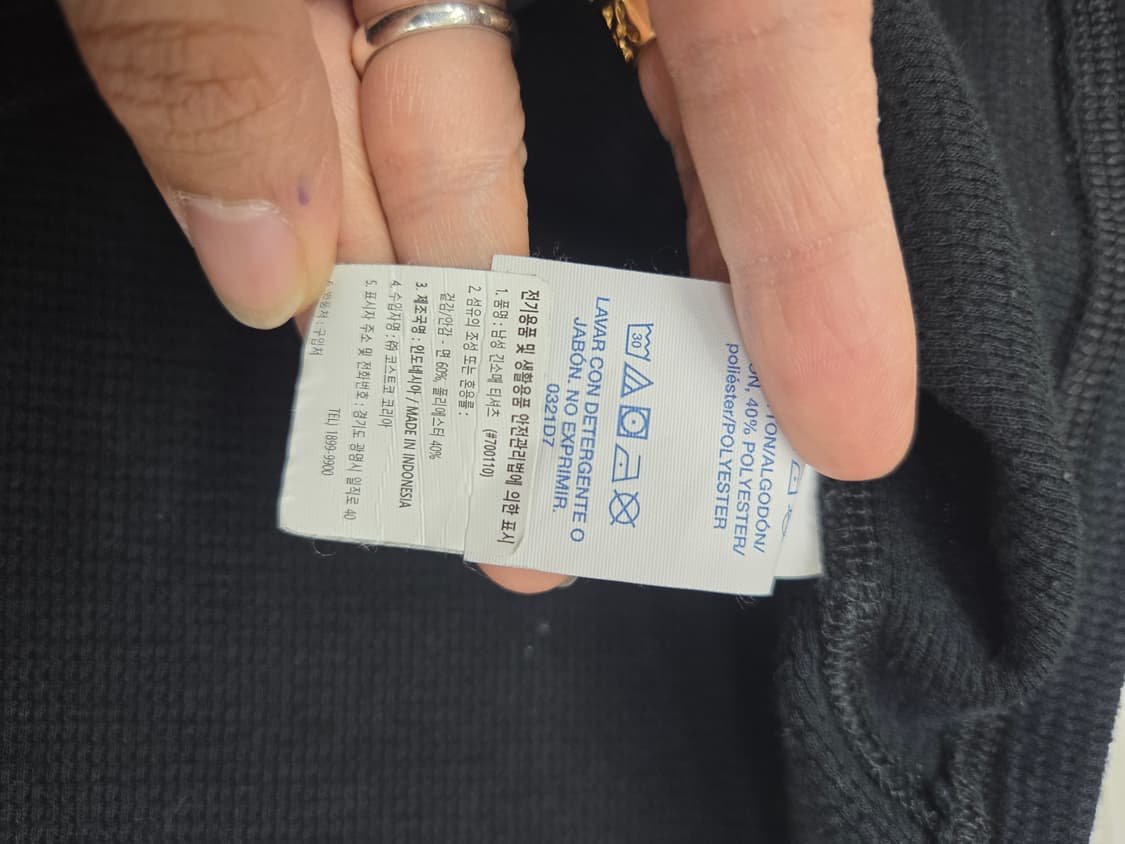 40% POLYESTER/
poliéster/POLYESTER
30
LAVAR CON DETERGENTE O
JABÓN. NO EXPRIMIR.
0321D7
전기용품 및 생활용품 안전관리법에 의한 표시
1. 품명 : 남성 긴소매 티셔츠 (#700110)
2. 섬유의 조성 또는 혼용률 :
겉감/안감 - 면 60%, 폴리에스터 40%
3. 제조국명 : 인도네시아 / MADE IN INDONESIA
4. 수입자명 : ㈜ 코스트코 코리아
5. 표시자 주소 및 전화번호 : 경기도 광명시 일직로 40
TEL) 1899-9900
구입처